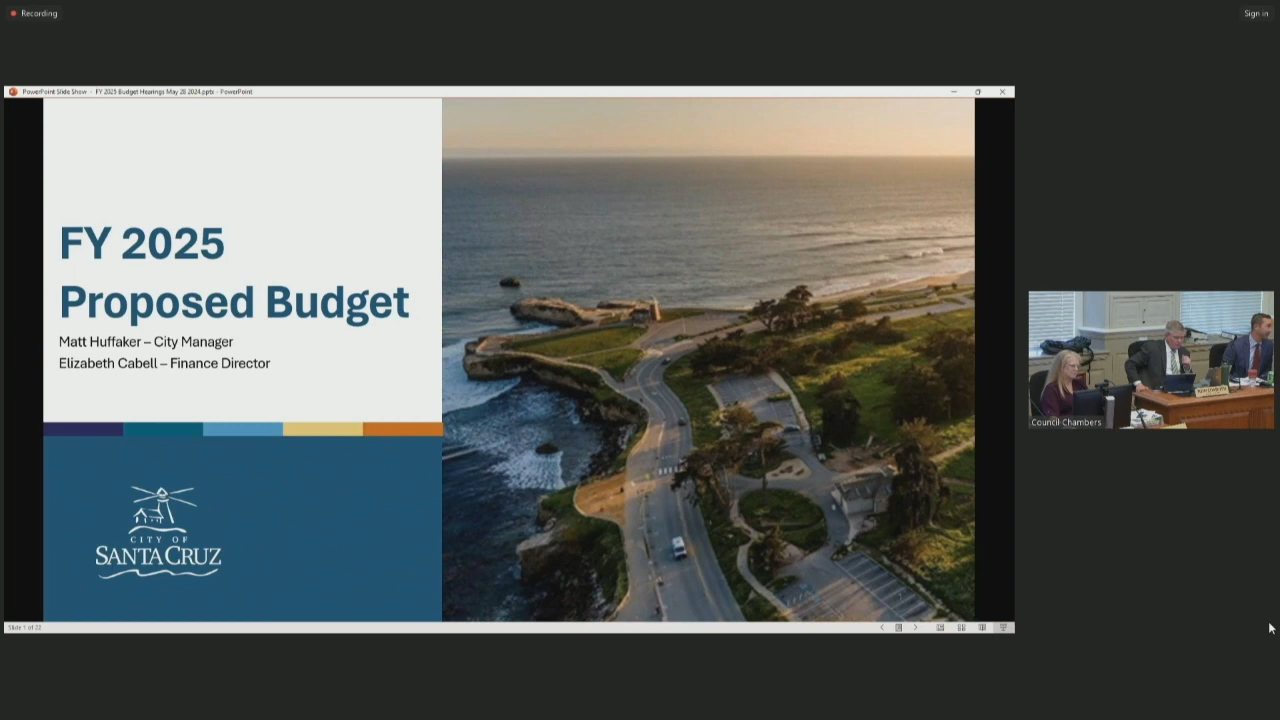 Recording
Sign in
PowerPoint Slide Show - FY 2025 Budget Hearings May 28 2024.pptx - PowerPoint
FY 2025
Proposed Budget
Matt Huffaker – City Manager
Elizabeth Cabell – Finance Director
CITY OF
SANTA CRUZ
Council Chambers
Slide 1 of 22